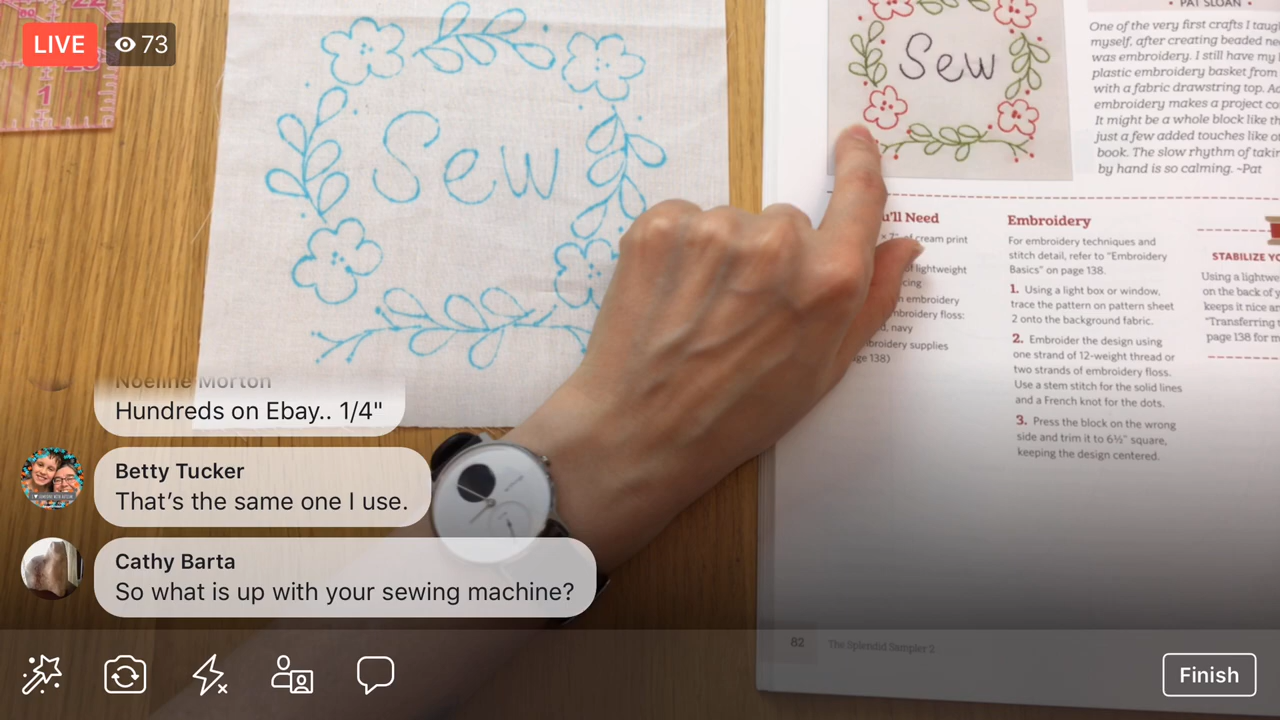 LIVE
73
22
1
Sew
PAT SLOAN
One of the very first crafts I
myself, after creating beaded
was embroidery. I still have my
plastic embroidery basket from
with a fabric drawstring top.
embroidery makes a project
It might be a whole block like
just a few added touches like
book. The slow rhythm of
by hand is so calming. ~Pat
Sew
u'll Need
7" of cream print
of lightweight
cing
embroidery
broidery floss:
d, navy
broidery supplies
ge 138)
Embroidery
For embroidery techniques and
stitch detail, refer to "Embroidery
Basics" on page 138.
1. Using a light box or window,
trace the pattern on pattern sheet
2 onto the background fabric.
2. Embroider the design using
one strand of 12-weight thread or
two strands of embroidery floss.
Use a stem stitch for the solid lines
and a French knot for the dots.
3. Press the block on the wrong
side and trim it to 6½" square,
keeping the design centered.
STABILIZE YO
Using a
on the back of
keeps it nice
"Transferring
page 138 for
82 The Splendid Sampler 2
Noeline Morton
Hundreds on Ebay.. 1/4"
Betty Tucker
That's the same one I use.
Cathy Barta
So what is up with your sewing machine?
Finish